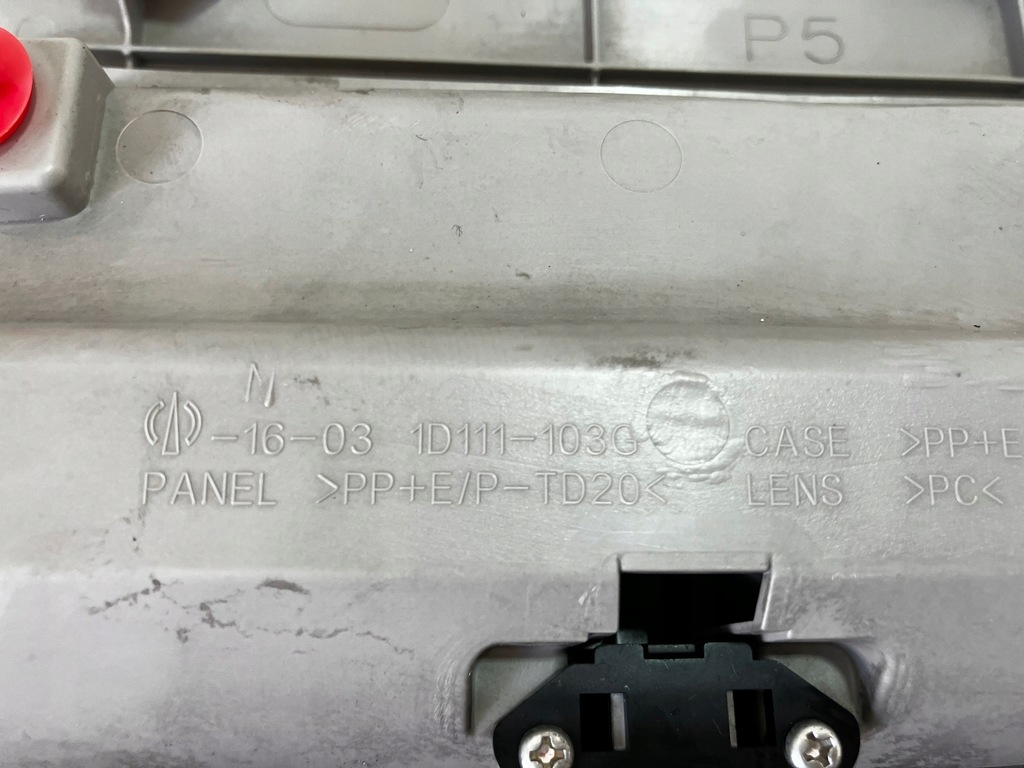 P5
N
-16-03 1D111-103G CASE >PP+E
PANEL >PP+E/P-TD20< LENS >PC<